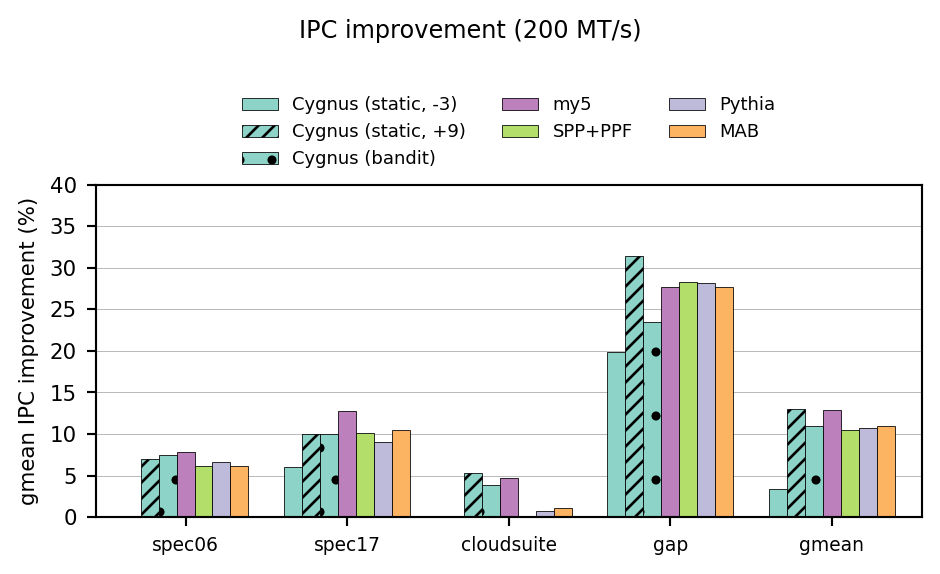 IPC improvement (200 MT/s)
Cygnus (static, -3)
Cygnus (static, +9)
Cygnus (bandit)
my5
SPP+PPF
Pythia
MAB
gmean IPC improvement (%)
40
35
30
25
20
15
10
5
0
spec06 spec17 cloudsuite gap gmean